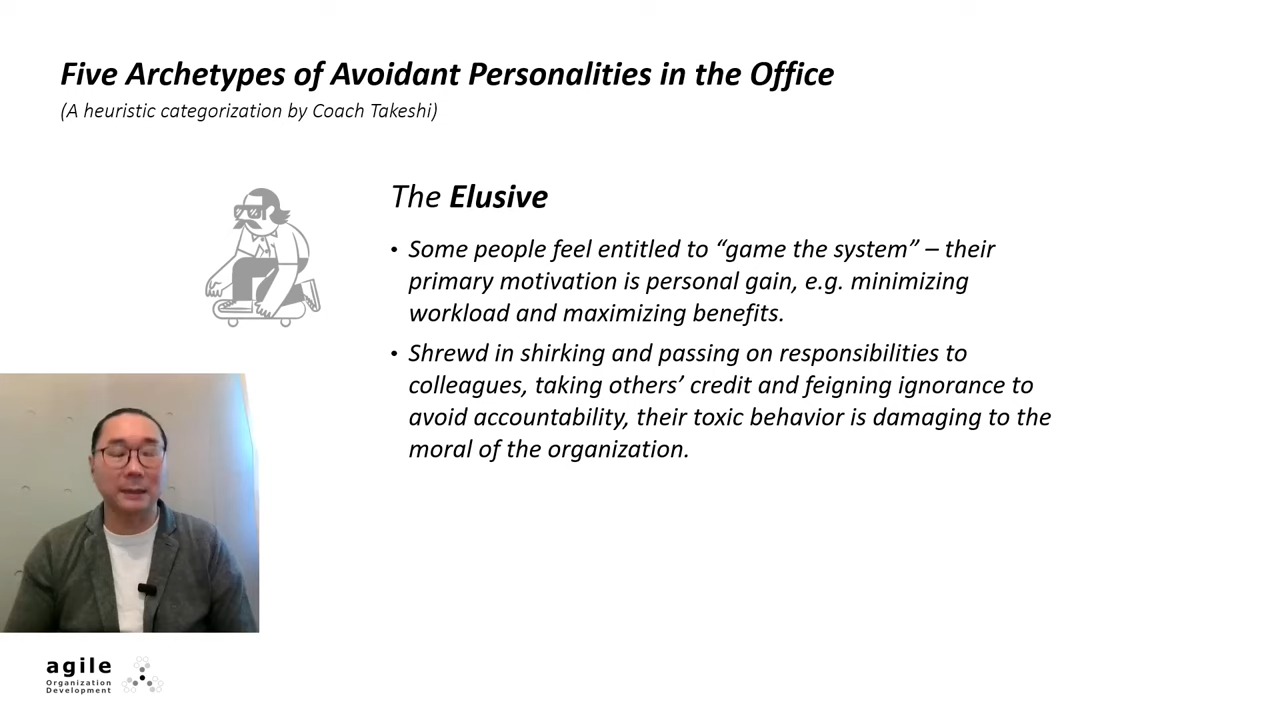 Five Archetypes of Avoidant Personalities in the Office
(A heuristic categorization by Coach Takeshi)
The Elusive
• Some people feel entitled to “game the system” – their
primary motivation is personal gain, e.g. minimizing
workload and maximizing benefits.
• Shrewd in shirking and passing on responsibilities to
colleagues, taking others’ credit and feigning ignorance to
avoid accountability, their toxic behavior is damaging to the
moral of the organization.
agile
Organization
Development